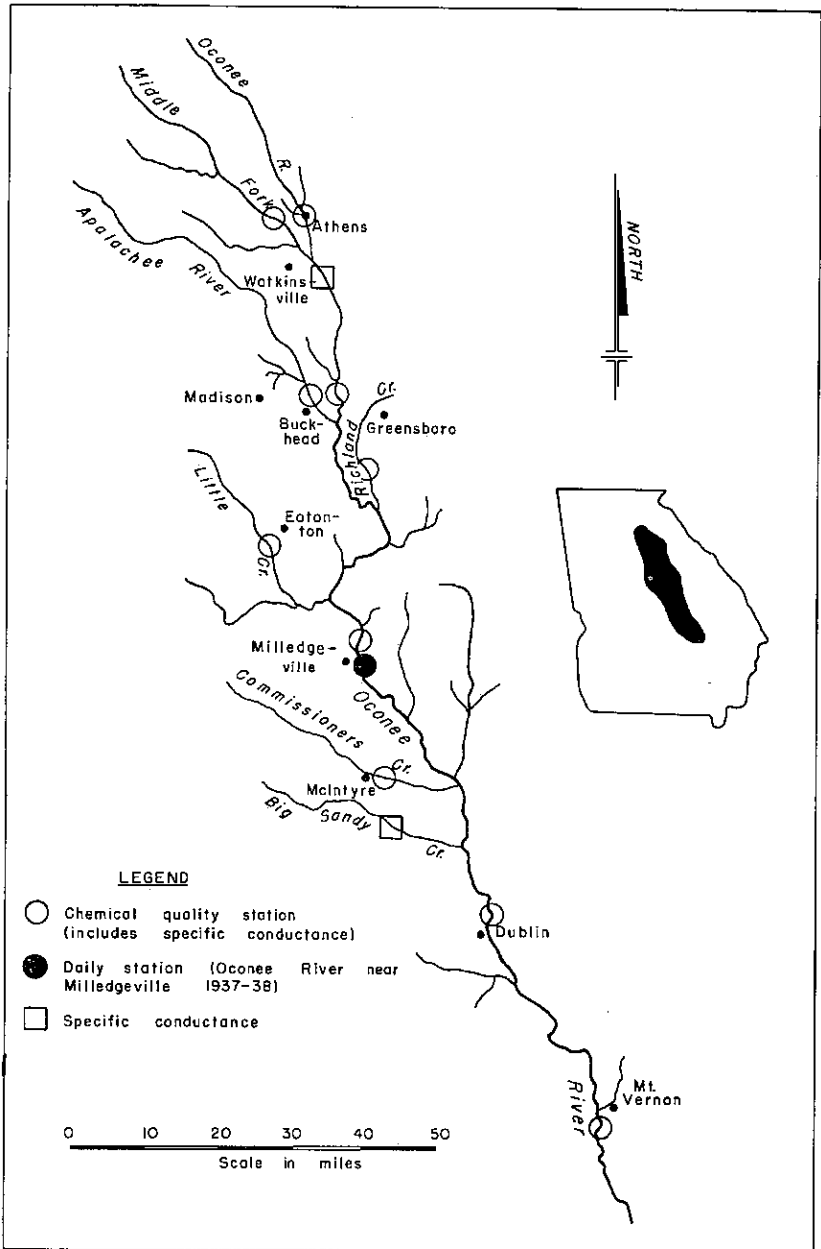 Oconee R.
Middle Fork
Apalachee River
Athens
Watkins-
ville
Madison
Buck-
head
Richland Cr.
Greensboro
NORTH
Little Cr.
Eaton-
ton
Milledge-
ville
Oconee River
Commissioners Cr.
McIntyre
Big Sandy Cr.
Dublin
Mt.
Vernon
LEGEND
Chemical quality station
(includes specific conductance)
Daily station (Oconee River near
Milledgeville 1937-38)
Specific conductance
0 10 20 30 40 50
Scale in miles